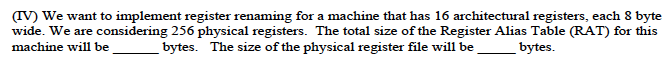 (IV) We want to implement register renaming for a machine that has 16 architectural registers, each 8 byte
wide. We are considering 256 physical registers. The total size of the Register Alias Table (RAT) for this
machine will be _______ bytes. The size of the physical register file will be ______ bytes.